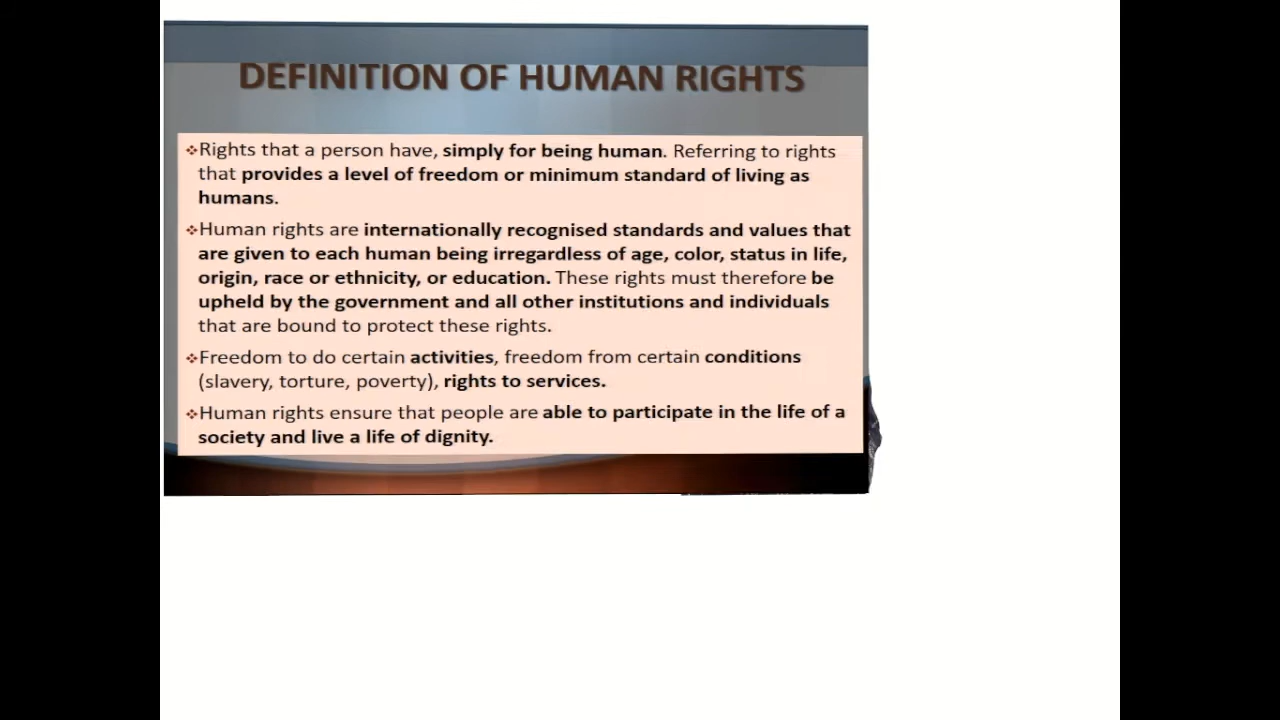 DEFINITION OF HUMAN RIGHTS
❖Rights that a person have, simply for being human. Referring to rights
that provides a level of freedom or minimum standard of living as
humans.
❖Human rights are internationally recognised standards and values that
are given to each human being irregardless of age, color, status in life,
origin, race or ethnicity, or education. These rights must therefore be
upheld by the government and all other institutions and individuals
that are bound to protect these rights.
❖Freedom to do certain activities, freedom from certain conditions
(slavery, torture, poverty), rights to services.
❖Human rights ensure that people are able to participate in the life of a
society and live a life of dignity.